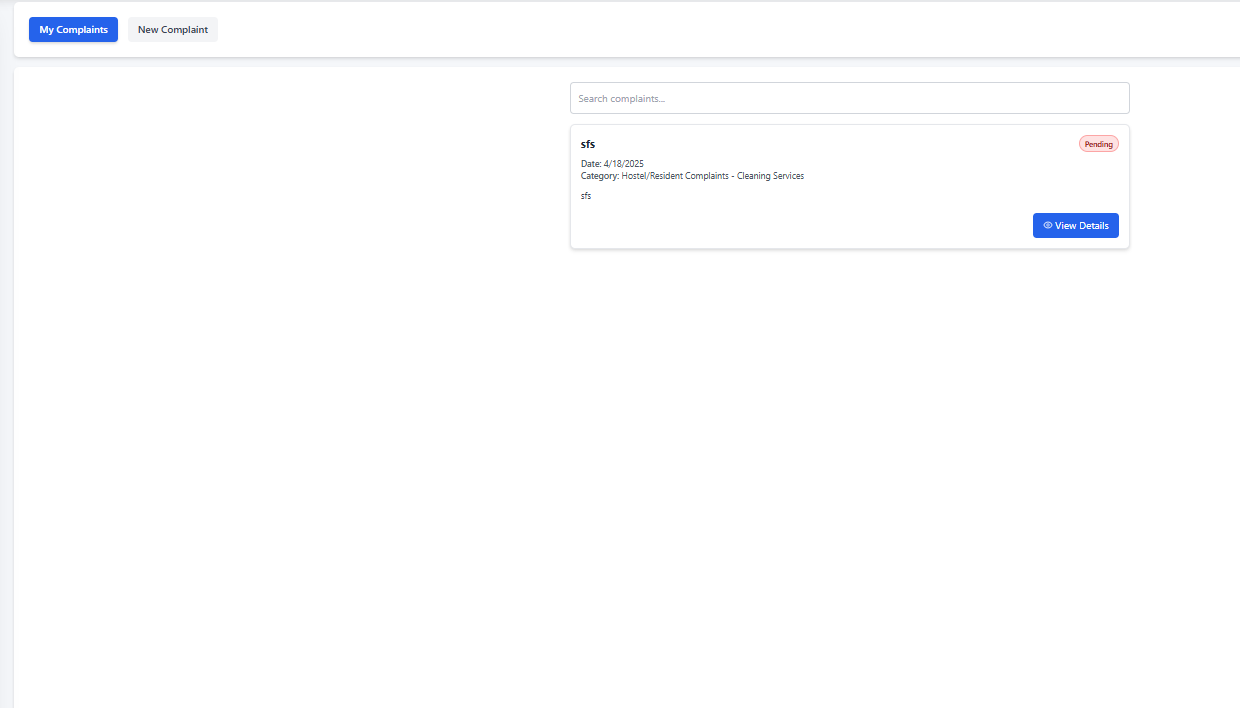 My Complaints New Complaint
Search complaints...
sfs Pending
Date: 4/18/2025
Category: Hostel/Resident Complaints - Cleaning Services
sfs
View Details